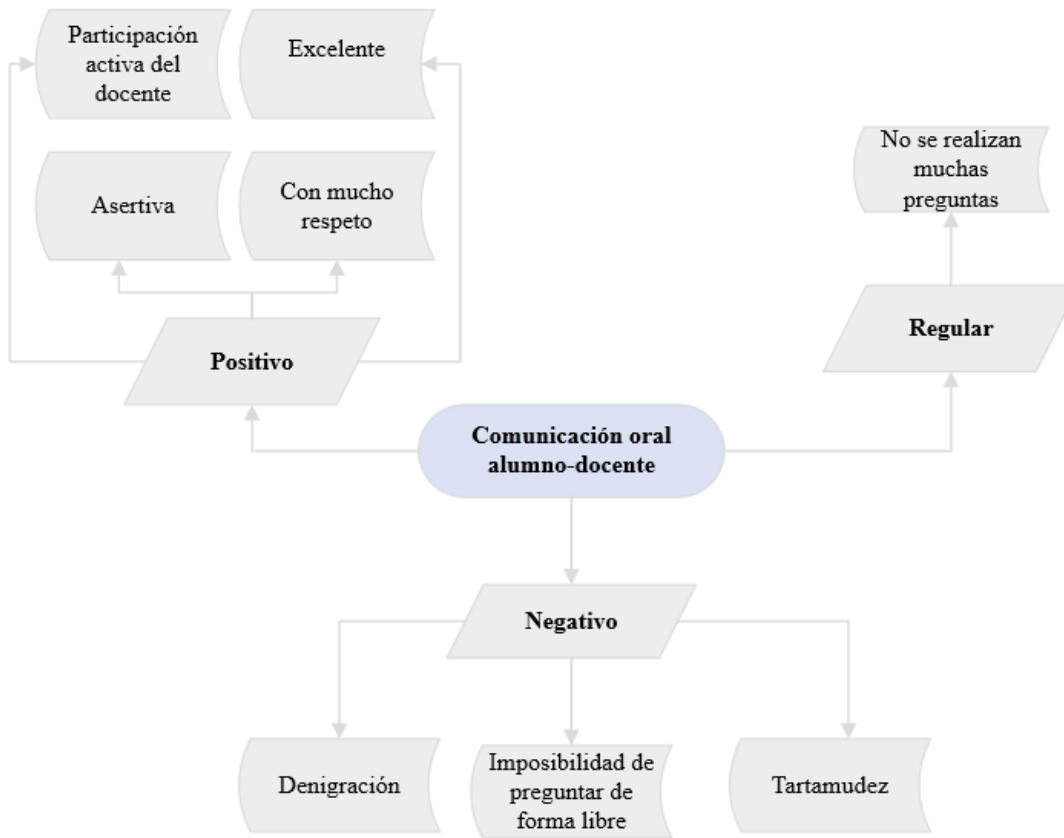 Participación
activa del
docente
Excelente
No se realizan
muchas
preguntas
Asertiva
Con mucho
respeto
Positivo
Regular
Comunicación oral
alumno-docente
Negativo
Denigración
Imposibilidad de
preguntar de
forma libre
Tartamudez